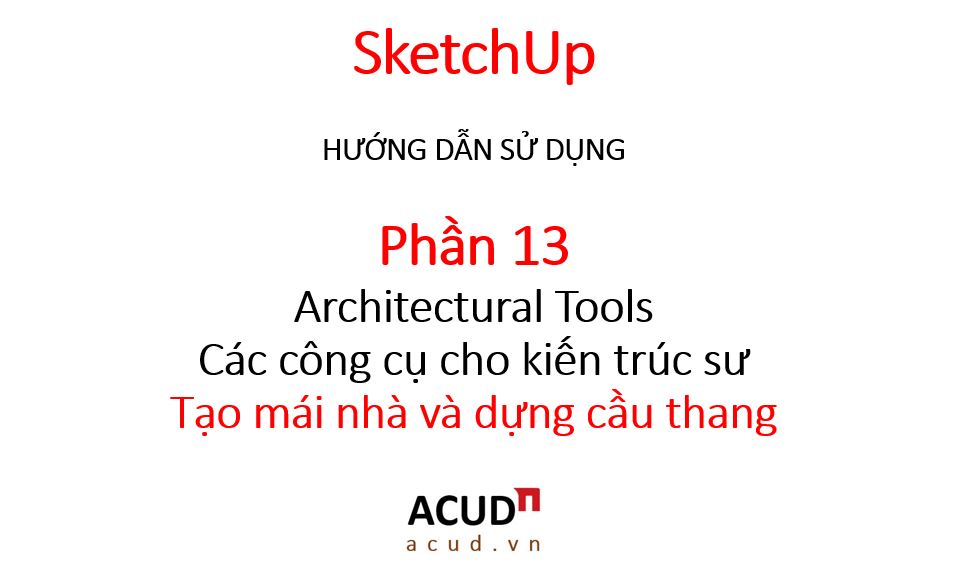 SketchUp
HƯỚNG DẪN SỬ DỤNG
Phần 13
Architectural Tools
Các công cụ cho kiến trúc sư
Tạo mái nhà và dựng cầu thang
ACUD
acud.vn